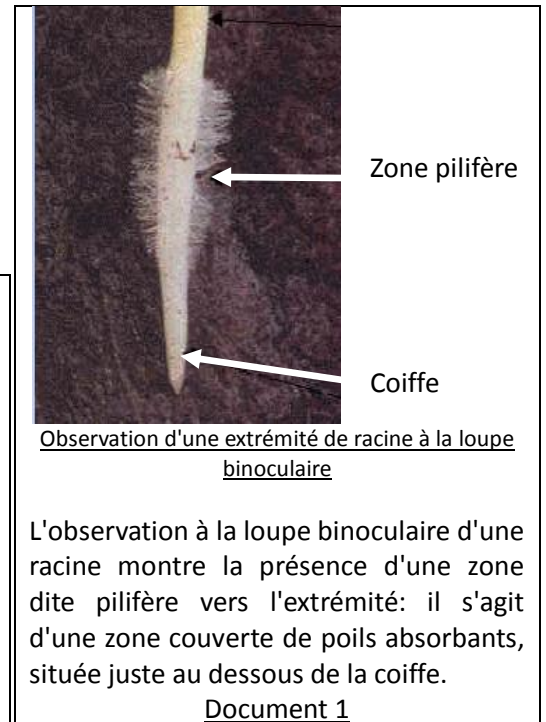 Zone pilifère
Coiffe
Observation d'une extrémité de racine à la loupe
binoculaire
L'observation à la loupe binoculaire d'une
racine montre la présence d'une zone
dite pilifère vers l'extrémité: il s'agit
d'une zone couverte de poils absorbants,
située juste au dessous de la coiffe.
Document 1